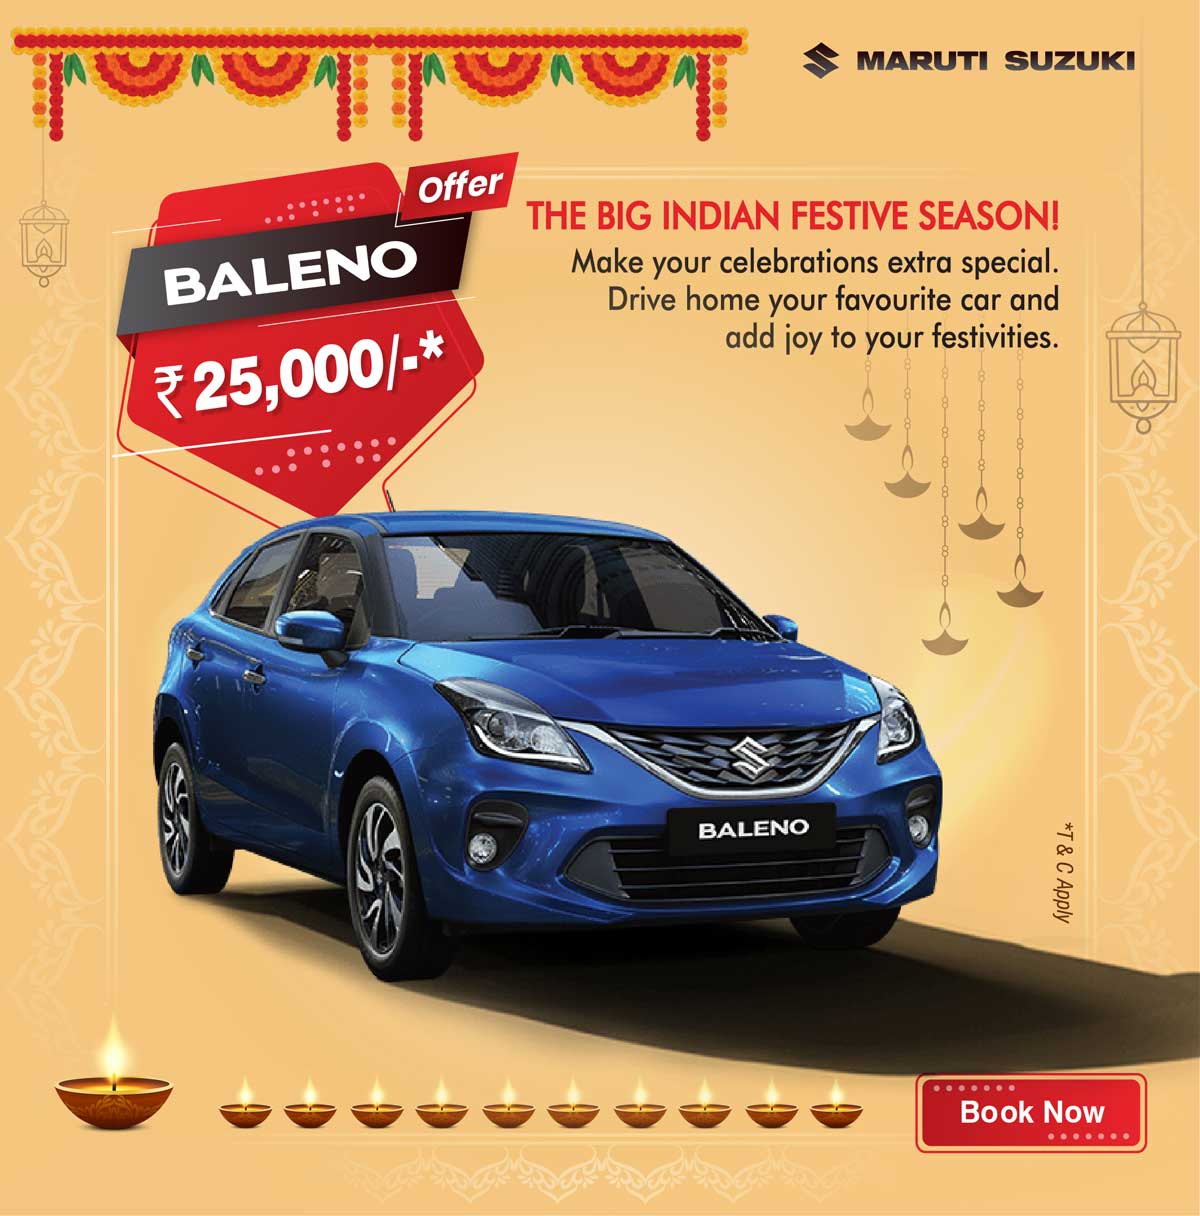 MARUTI SUZUKI
Offer
BALENO
₹ 25,000/-*
THE BIG INDIAN FESTIVE SEASON!
Make your celebrations extra special.
Drive home your favourite car and
add joy to your festivities.
BALENO
*T & C Apply
Book Now